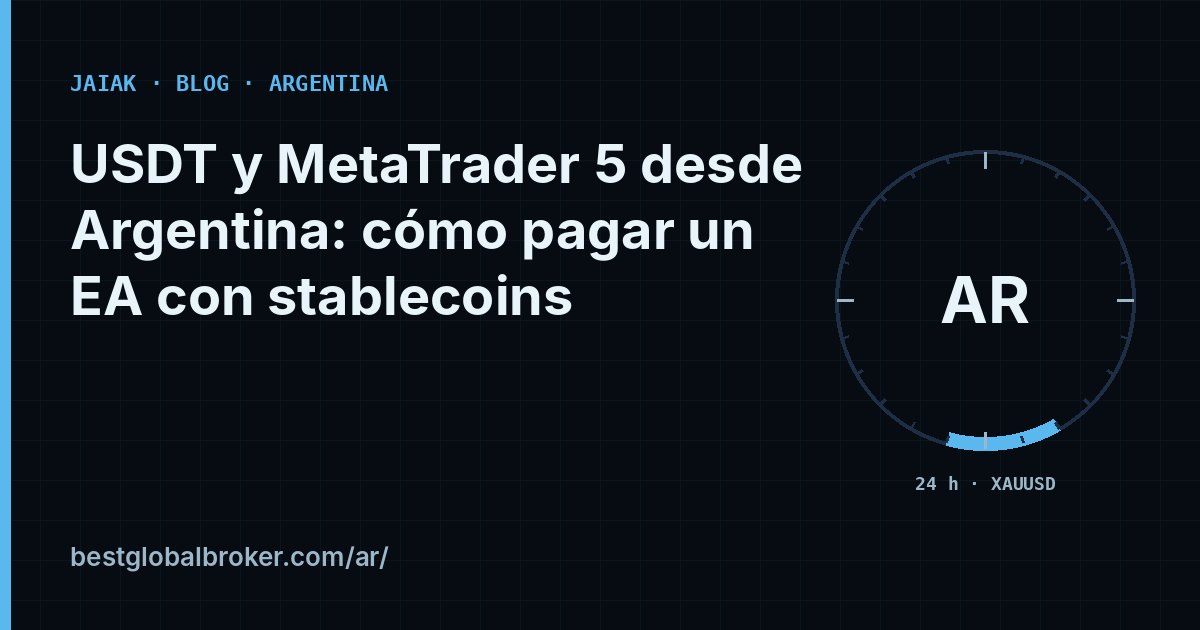 JAIAK · BLOG · ARGENTINA
USDT y MetaTrader 5 desde
Argentina: cómo pagar un
EA con stablecoins
AR
24 h · XAUUSD
bestglobalbroker.com/ar/